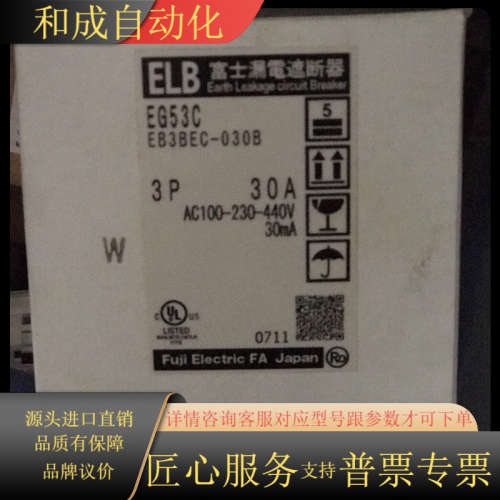 和成自动化
ELB 富士漏電遮断器
Earth Leakage circuit Breaker
EG53C
EB3BEC-030B
5
3P 30A
AC100-230-440V
30mA
W
C UL US
LISTED
0711
Fuji Electric FA Japan
Ro
源头进口直销
品质有保障
品牌议价
详情咨询客服对应型号跟参数才可下单
匠心服务 支持 普票专票